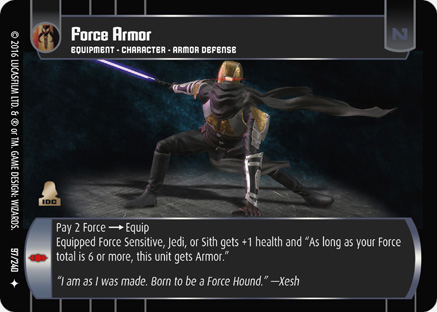 Force Armor
EQUIPMENT - CHARACTER - ARMOR DEFENSE
N
IDC
Pay 2 Force → Equip
Equipped Force Sensitive, Jedi, or Sith gets +1 health and “As long as your Force
total is 6 or more, this unit gets Armor.”
“I am as I was made. Born to be a Force Hound.” —Xesh
© 2016 LUCASFILM LTD. & ® OR TM. GAME DESIGN: WIZARDS.
97/240